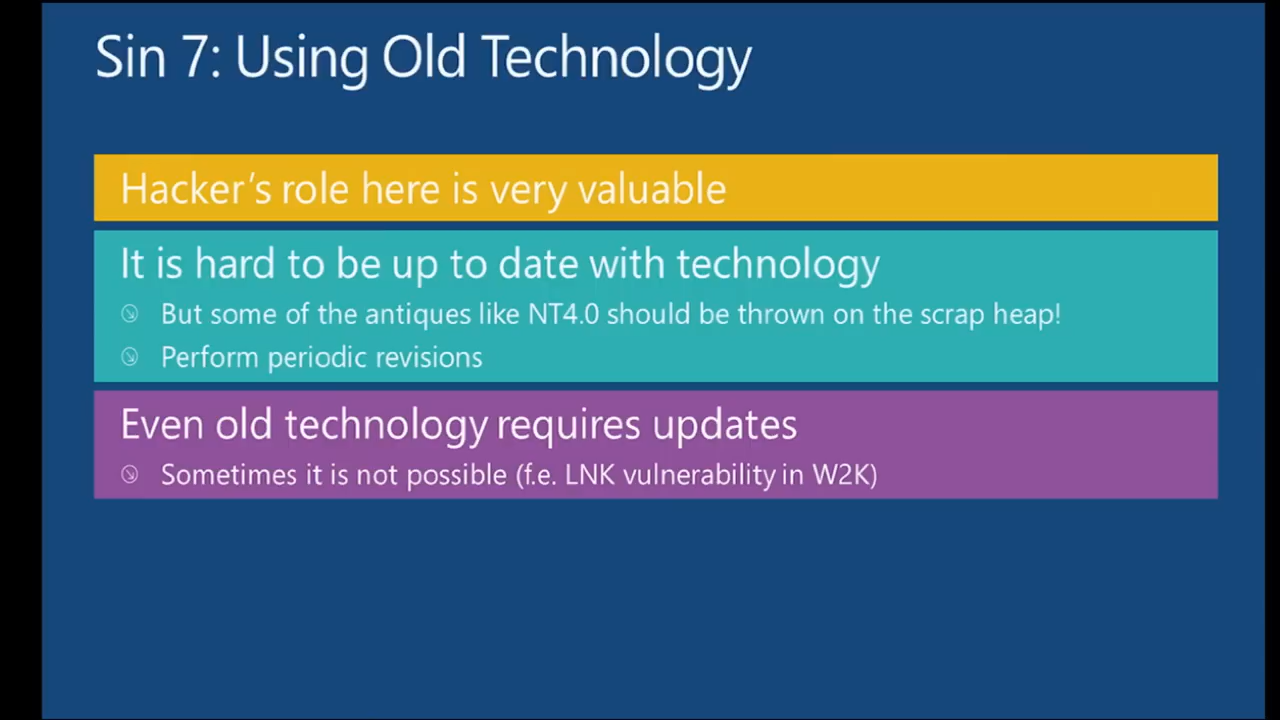 Sin 7: Using Old Technology
Hacker's role here is very valuable
It is hard to be up to date with technology
But some of the antiques like NT4.0 should be thrown on the scrap heap!
Perform periodic revisions
Even old technology requires updates
Sometimes it is not possible (f.e. LNK vulnerability in W2K)